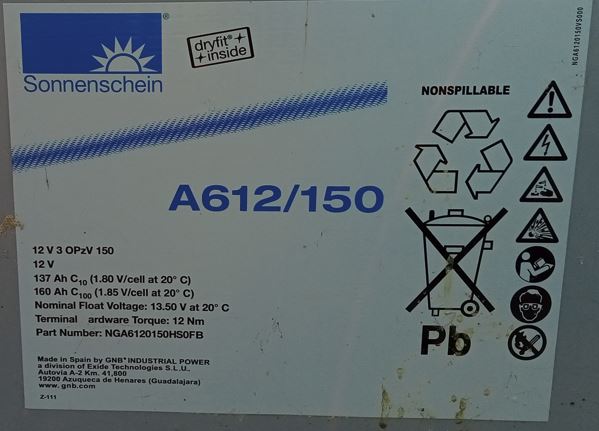 Sonnenschein
®
dryfit®
inside
NGA6120150VS000
NONSPILLABLE
A612/150
12 V 3 OPzV 150
12 V
137 Ah C10 (1.80 V/cell at 20° C)
160 Ah C100 (1.85 V/cell at 20° C)
Nominal Float Voltage: 13.50 V at 20° C
Terminal ardware Torque: 12 Nm
Part Number: NGA6120150HS0FB
Pb
Made in Spain by GNB® INDUSTRIAL POWER
a division of Exide Technologies S.L.U.
Autovía A-2 Km. 41,800
19200 Azuqueca de Henares (Guadalajara)
www.gnb.com
Z-111